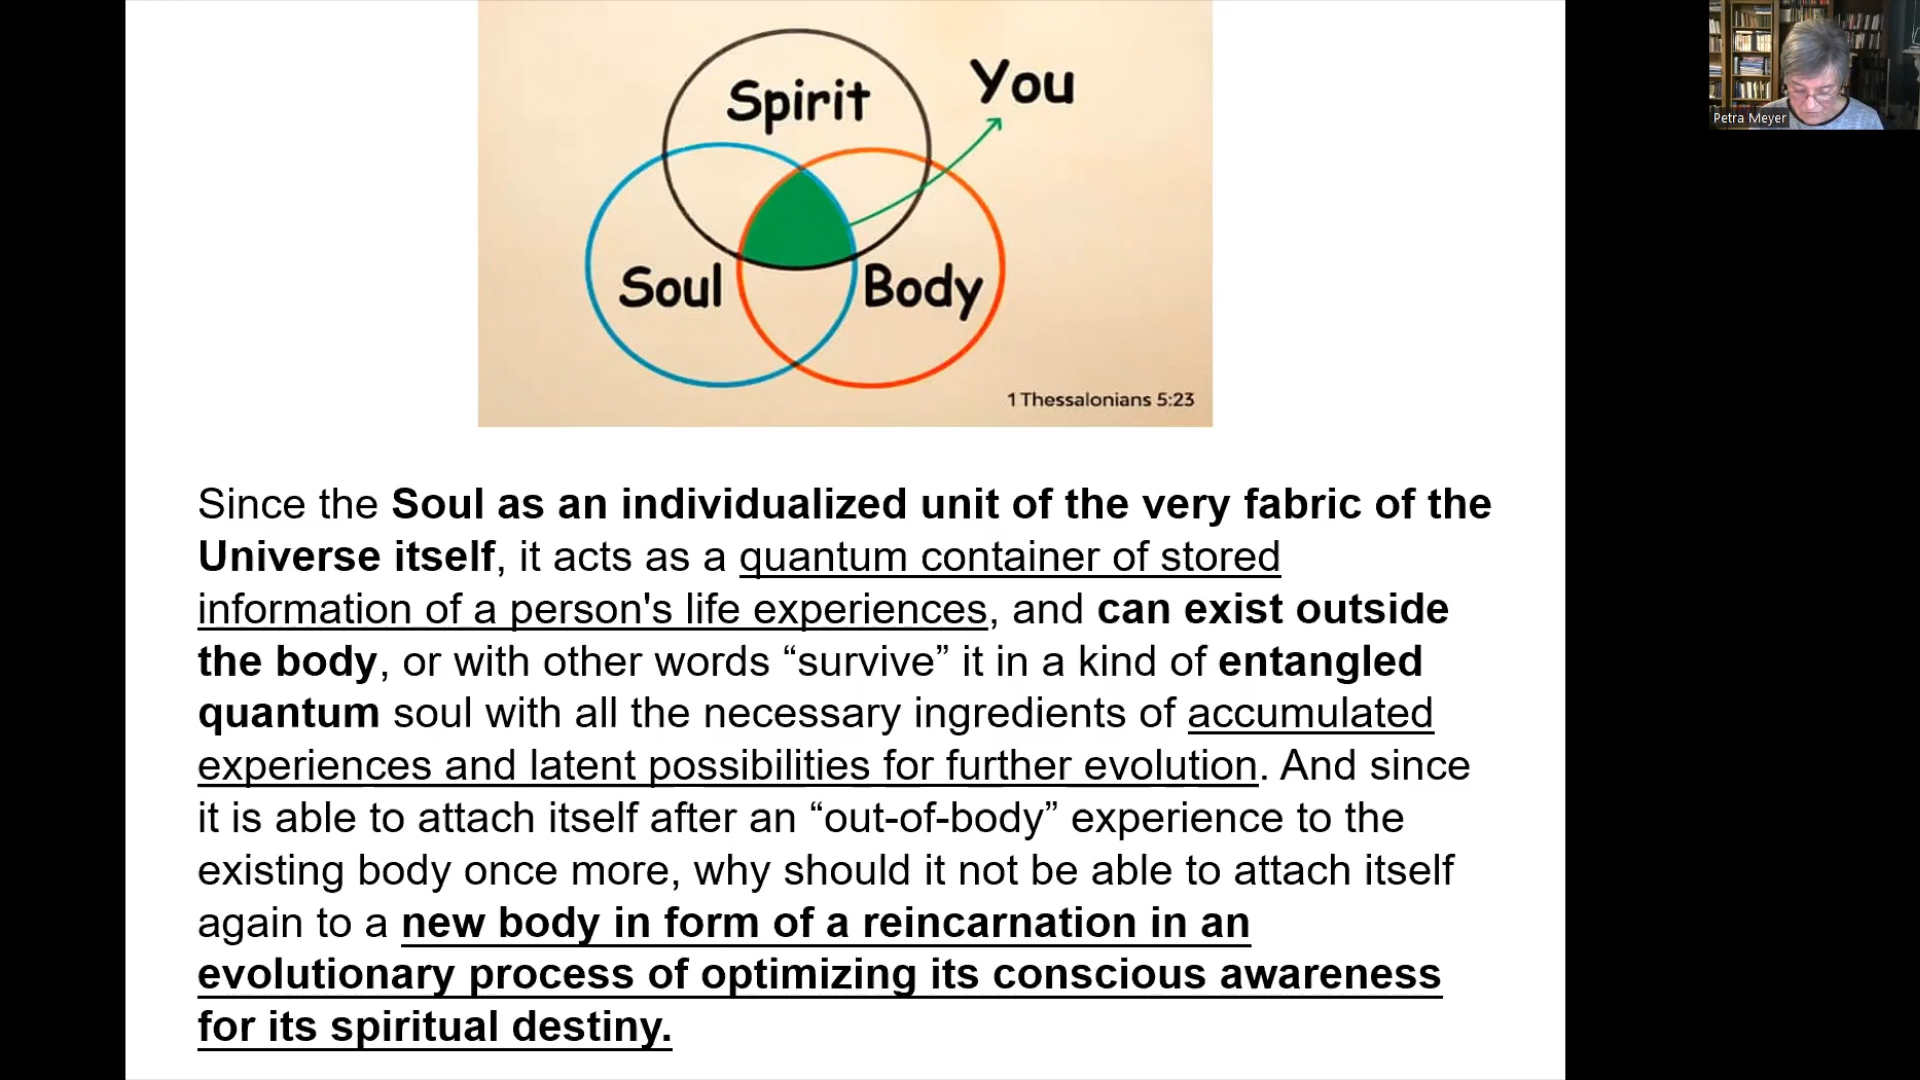 Spirit
You
Soul
Body
1 Thessalonians 5:23
Petra Meyer
Since the Soul as an individualized unit of the very fabric of the
Universe itself, it acts as a quantum container of stored
information of a person's life experiences, and can exist outside
the body, or with other words “survive” it in a kind of entangled
quantum soul with all the necessary ingredients of accumulated
experiences and latent possibilities for further evolution. And since
it is able to attach itself after an “out-of-body” experience to the
existing body once more, why should it not be able to attach itself
again to a new body in form of a reincarnation in an
evolutionary process of optimizing its conscious awareness
for its spiritual destiny.